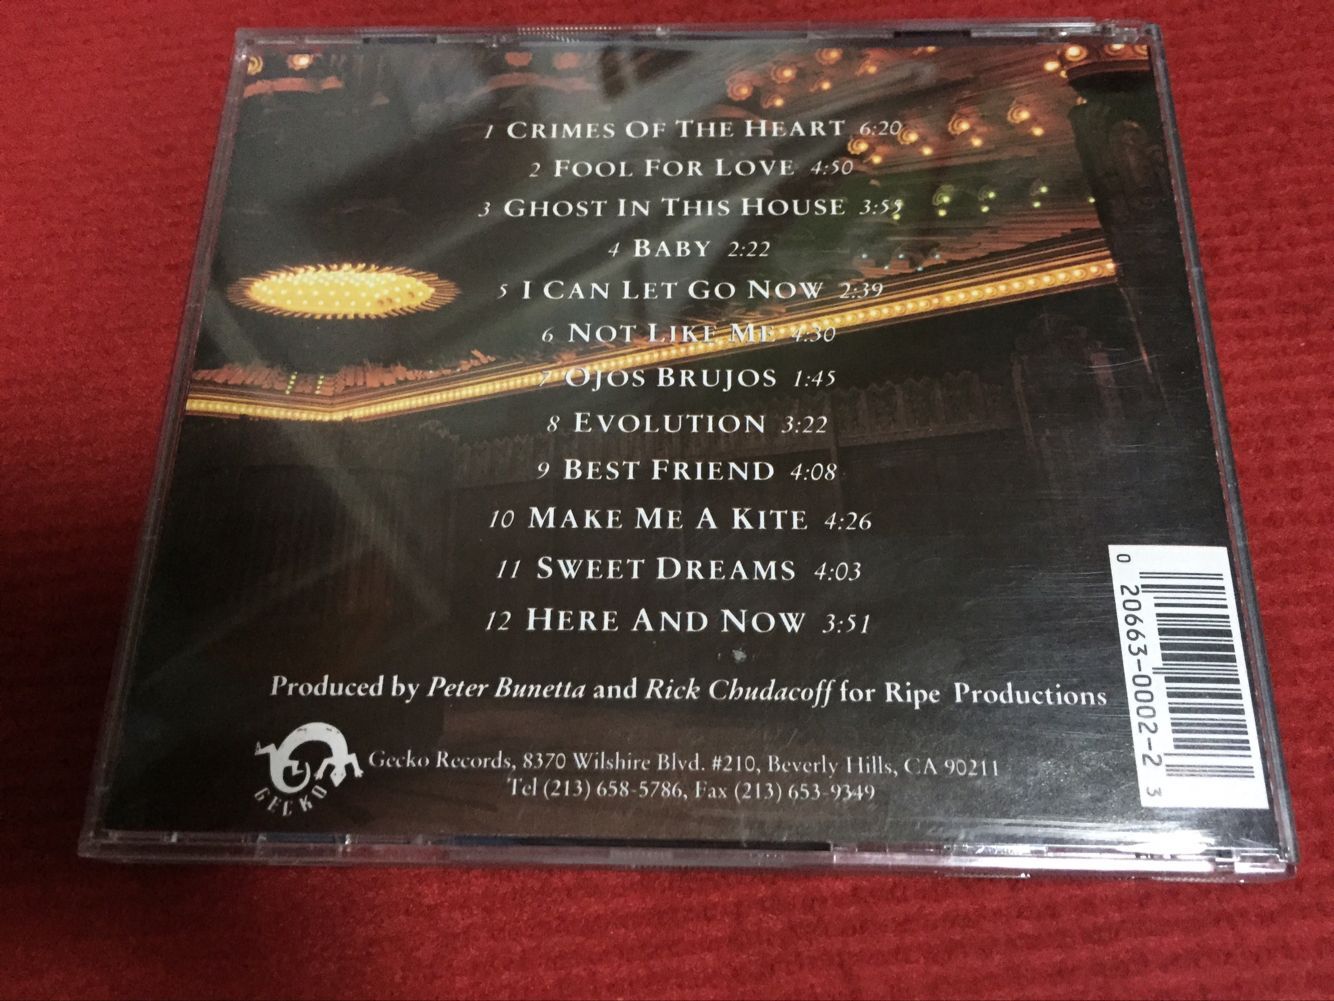 1 CRIMES OF THE HEART 6:20
2 FOOL FOR LOVE 4:50
3 GHOST IN THIS HOUSE 3:55
4 BABY 2:22
5 I CAN LET GO NOW 2:39
6 NOT LIKE ME 4:30
7 OJOS BRUJOS 1:45
8 EVOLUTION 3:22
9 BEST FRIEND 4:08
10 MAKE ME A KITE 4:26
11 SWEET DREAMS 4:03
12 HERE AND NOW 3:51
Produced by Peter Bunetta and Rick Chudacoff for Ripe Productions
GECKO
Gecko Records, 8370 Wilshire Blvd. #210, Beverly Hills, CA 90211
Tel (213) 658-5786, Fax (213) 653-9349
0 20663-0002-2 3